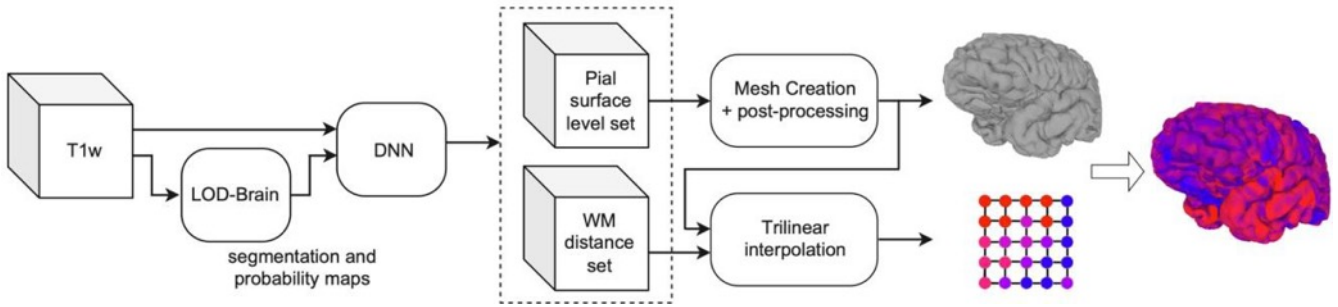 T1w
LOD-Brain
segmentation and
probability maps
DNN
Pial
surface
level set
WM
distance
set
Mesh Creation
+ post-processing
Trilinear
interpolation